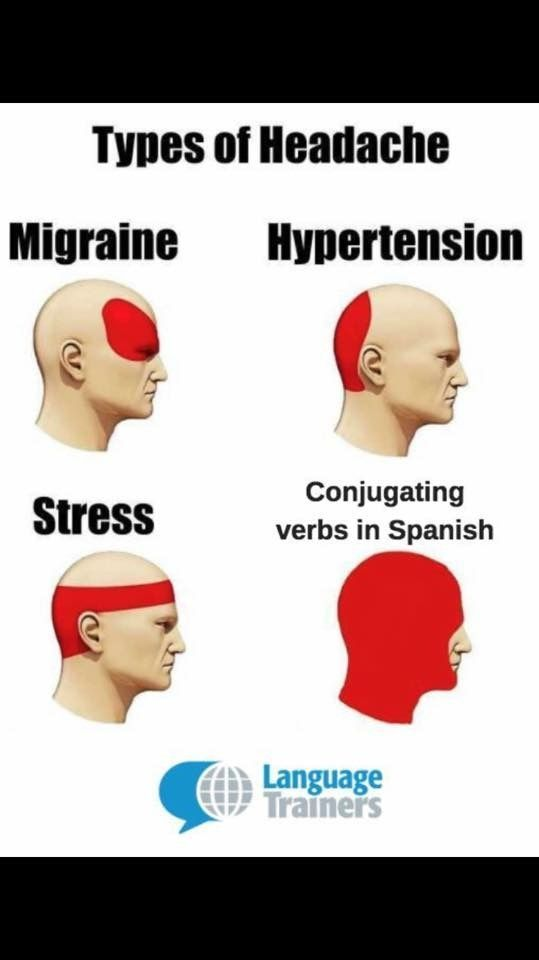 Types of Headache
Migraine
Hypertension
Stress
Conjugating
verbs in Spanish
Language
Trainers